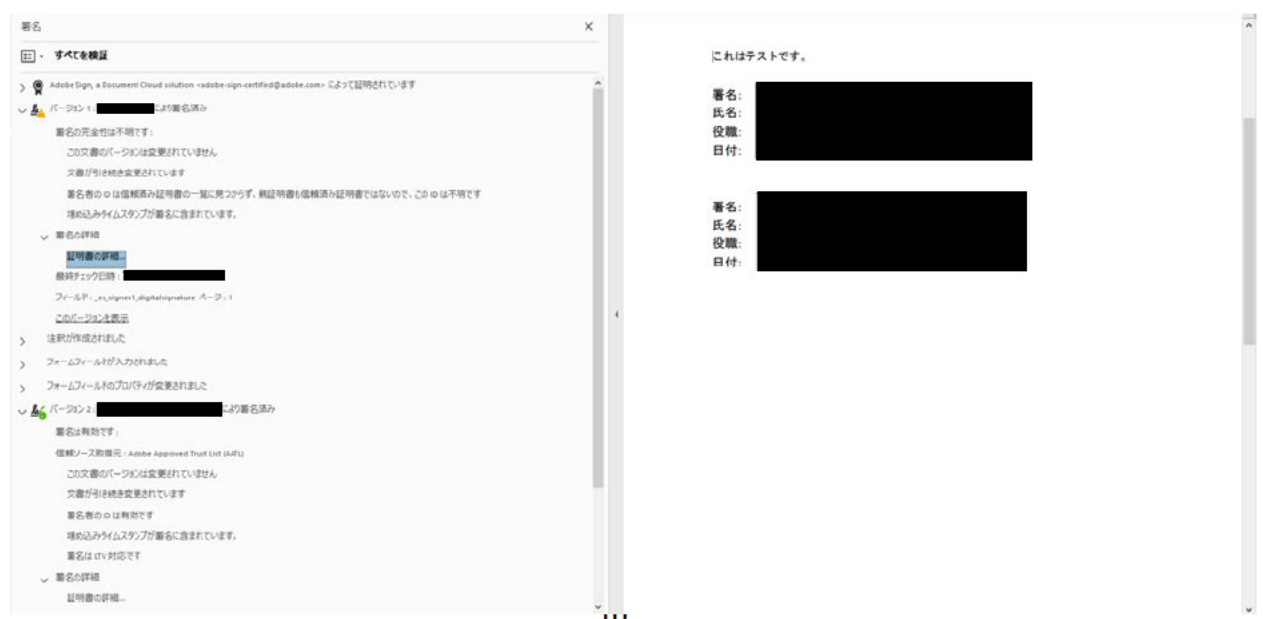 署名
すべてを検証
Adobe Sign, a Document Cloud solution <adobe-sign-certified@adobe.com> によって証明されています
バージョン 1 : により署名済み
署名の完全性は不明です :
この文書のバージョンは変更されていません
文書が引き続き変更されています
署名者の ID は信頼済み証明書の一覧に見つからず、親証明書も信頼済み証明書ではないので、この ID は不明です
埋め込みタイムスタンプが署名に含まれています。
署名の詳細
証明書の詳細...
最終チェック日時 :
フィールド : _es_signer1_digitalsignature ページ : 1
このバージョンを表示
注釈が作成されました
フォームフィールドが入力されました
フォームフィールドのプロパティが変更されました
バージョン 2 : により署名済み
署名は有効です :
信頼ソース取得元 : Adobe Approved Trust List (AATL)
この文書のバージョンは変更されていません
文書が引き続き変更されています
署名者の ID は有効です
埋め込みタイムスタンプが署名に含まれています。
署名は LTV 対応です
署名の詳細
証明書の詳細...
これはテストです。
署名:
氏名:
役職:
日付:
署名:
氏名:
役職:
日付: